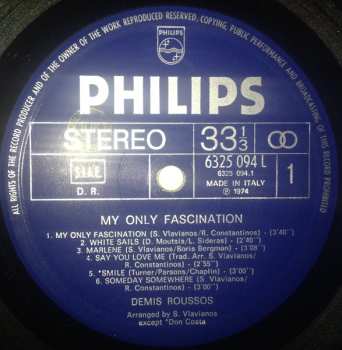 ALL RIGHTS OF THE RECORD PRODUCER AND OF THE OWNER OF THE WORK REPRODUCED RESERVED. COPYING, PUBLIC PERFORMANCE AND BROADCASTING OF THIS RECORD PROHIBITED
PHILIPS
PHILIPS
STEREO 33 1/3
S.I.A.E.
D. R.
6325 094 L
6325 094.1
MADE IN ITALY
℗ 1974
1
MY ONLY FASCINATION
1. MY ONLY FASCINATION (S. Vlavianos/R. Constantinos) - (3'40'')
2. WHITE SAILS (D. Moutsis/L. Sideras) - (2'40'')
3. MARLENE (S. Vlavianos/Boris Bergman) - (3'08'')
4. SAY YOU LOVE ME (Trad. Arr. S. Vlavianos/
R. Constantinos) - (2'55'')
5. *SMILE (Turner/Parsons/Chaplin) - (3'00'')
6. SOMEDAY SOMEWHERE (S. Vlavianos/
R. Constantinos) - (3'00'')
DEMIS ROUSSOS
Arranged by S. Vlavianos
except *Don Costa